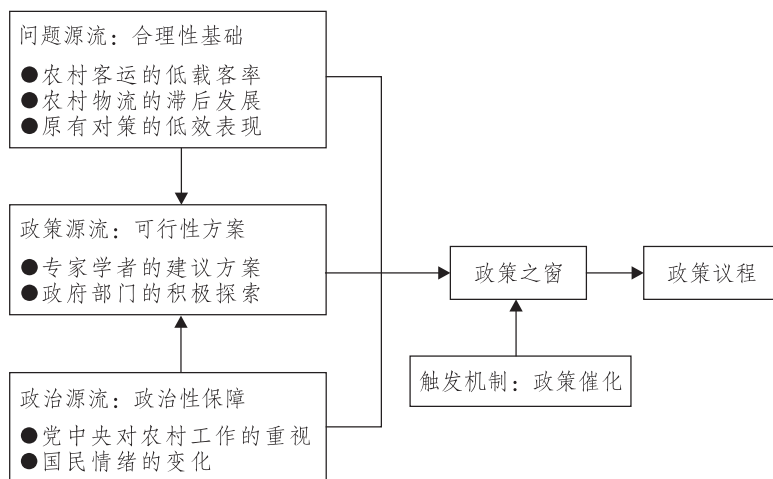 问题源流：合理性基础
●农村客运的低载客率
●农村物流的滞后发展
●原有对策的低效表现
政策源流：可行性方案
●专家学者的建议方案
●政府部门的积极探索
政策之窗
政策议程
触发机制：政策催化
政治源流：政治性保障
●党中央对农村工作的重视
●国民情绪的变化